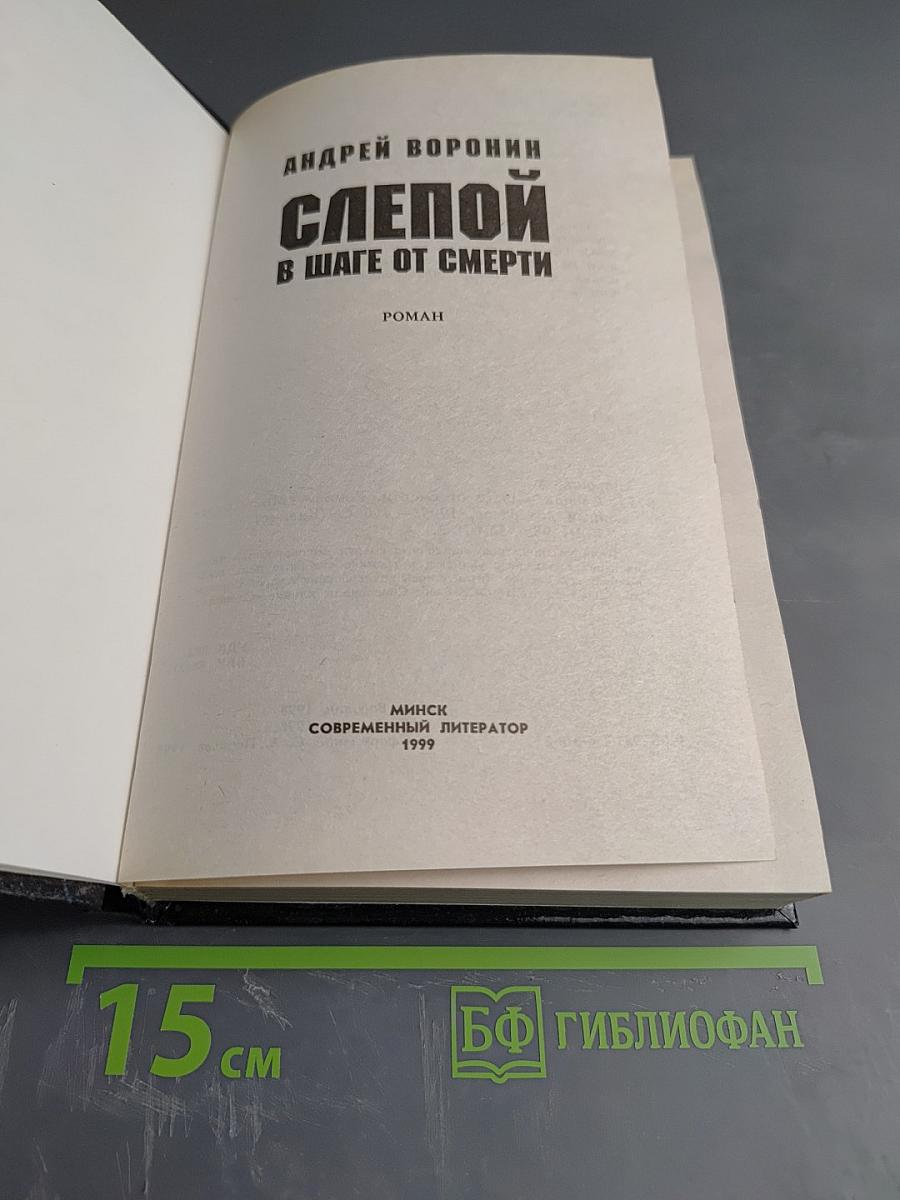 АНДРЕЙ ВОРОНИН
СЛЕПОЙ
В ШАГЕ ОТ СМЕРТИ
РОМАН
МИНСК
СОВРЕМЕННЫЙ ЛИТЕРАТОР
1999
15 см
БФ ГИБЛИОФАН